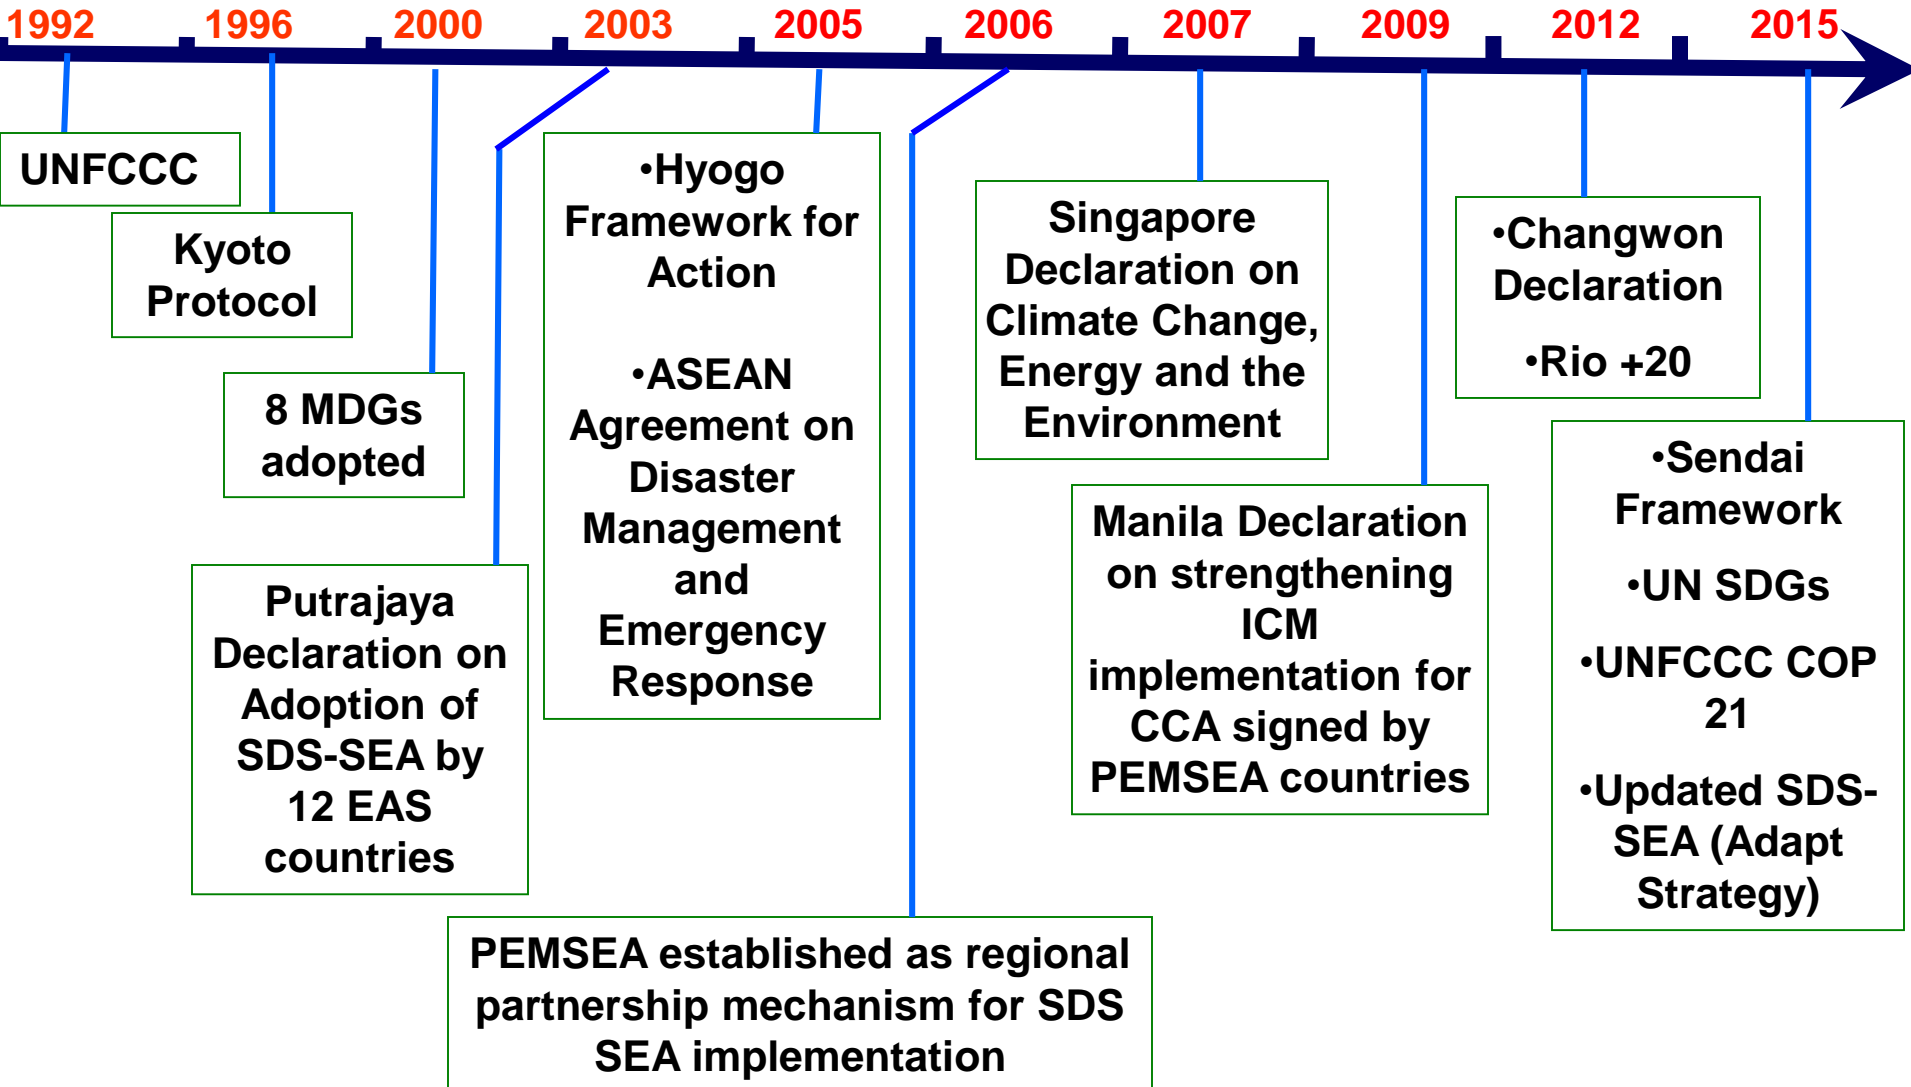 1992 1996 2000 2003 2005 2006 2007 2009 2012 2015
UNFCCC
Kyoto
Protocol
8 MDGs
adopted
Putrajaya
Declaration on
Adoption of
SDS-SEA by
12 EAS
countries
•Hyogo
Framework for
Action
•ASEAN
Agreement on
Disaster
Management
and
Emergency
Response
PEMSEA established as regional
partnership mechanism for SDS
SEA implementation
Singapore
Declaration on
Climate Change,
Energy and the
Environment
Manila Declaration
on strengthening
ICM
implementation for
CCA signed by
PEMSEA countries
•Changwon
Declaration
•Rio +20
•Sendai
Framework
•UN SDGs
•UNFCCC COP
21
•Updated SDS-
SEA (Adapt
Strategy)